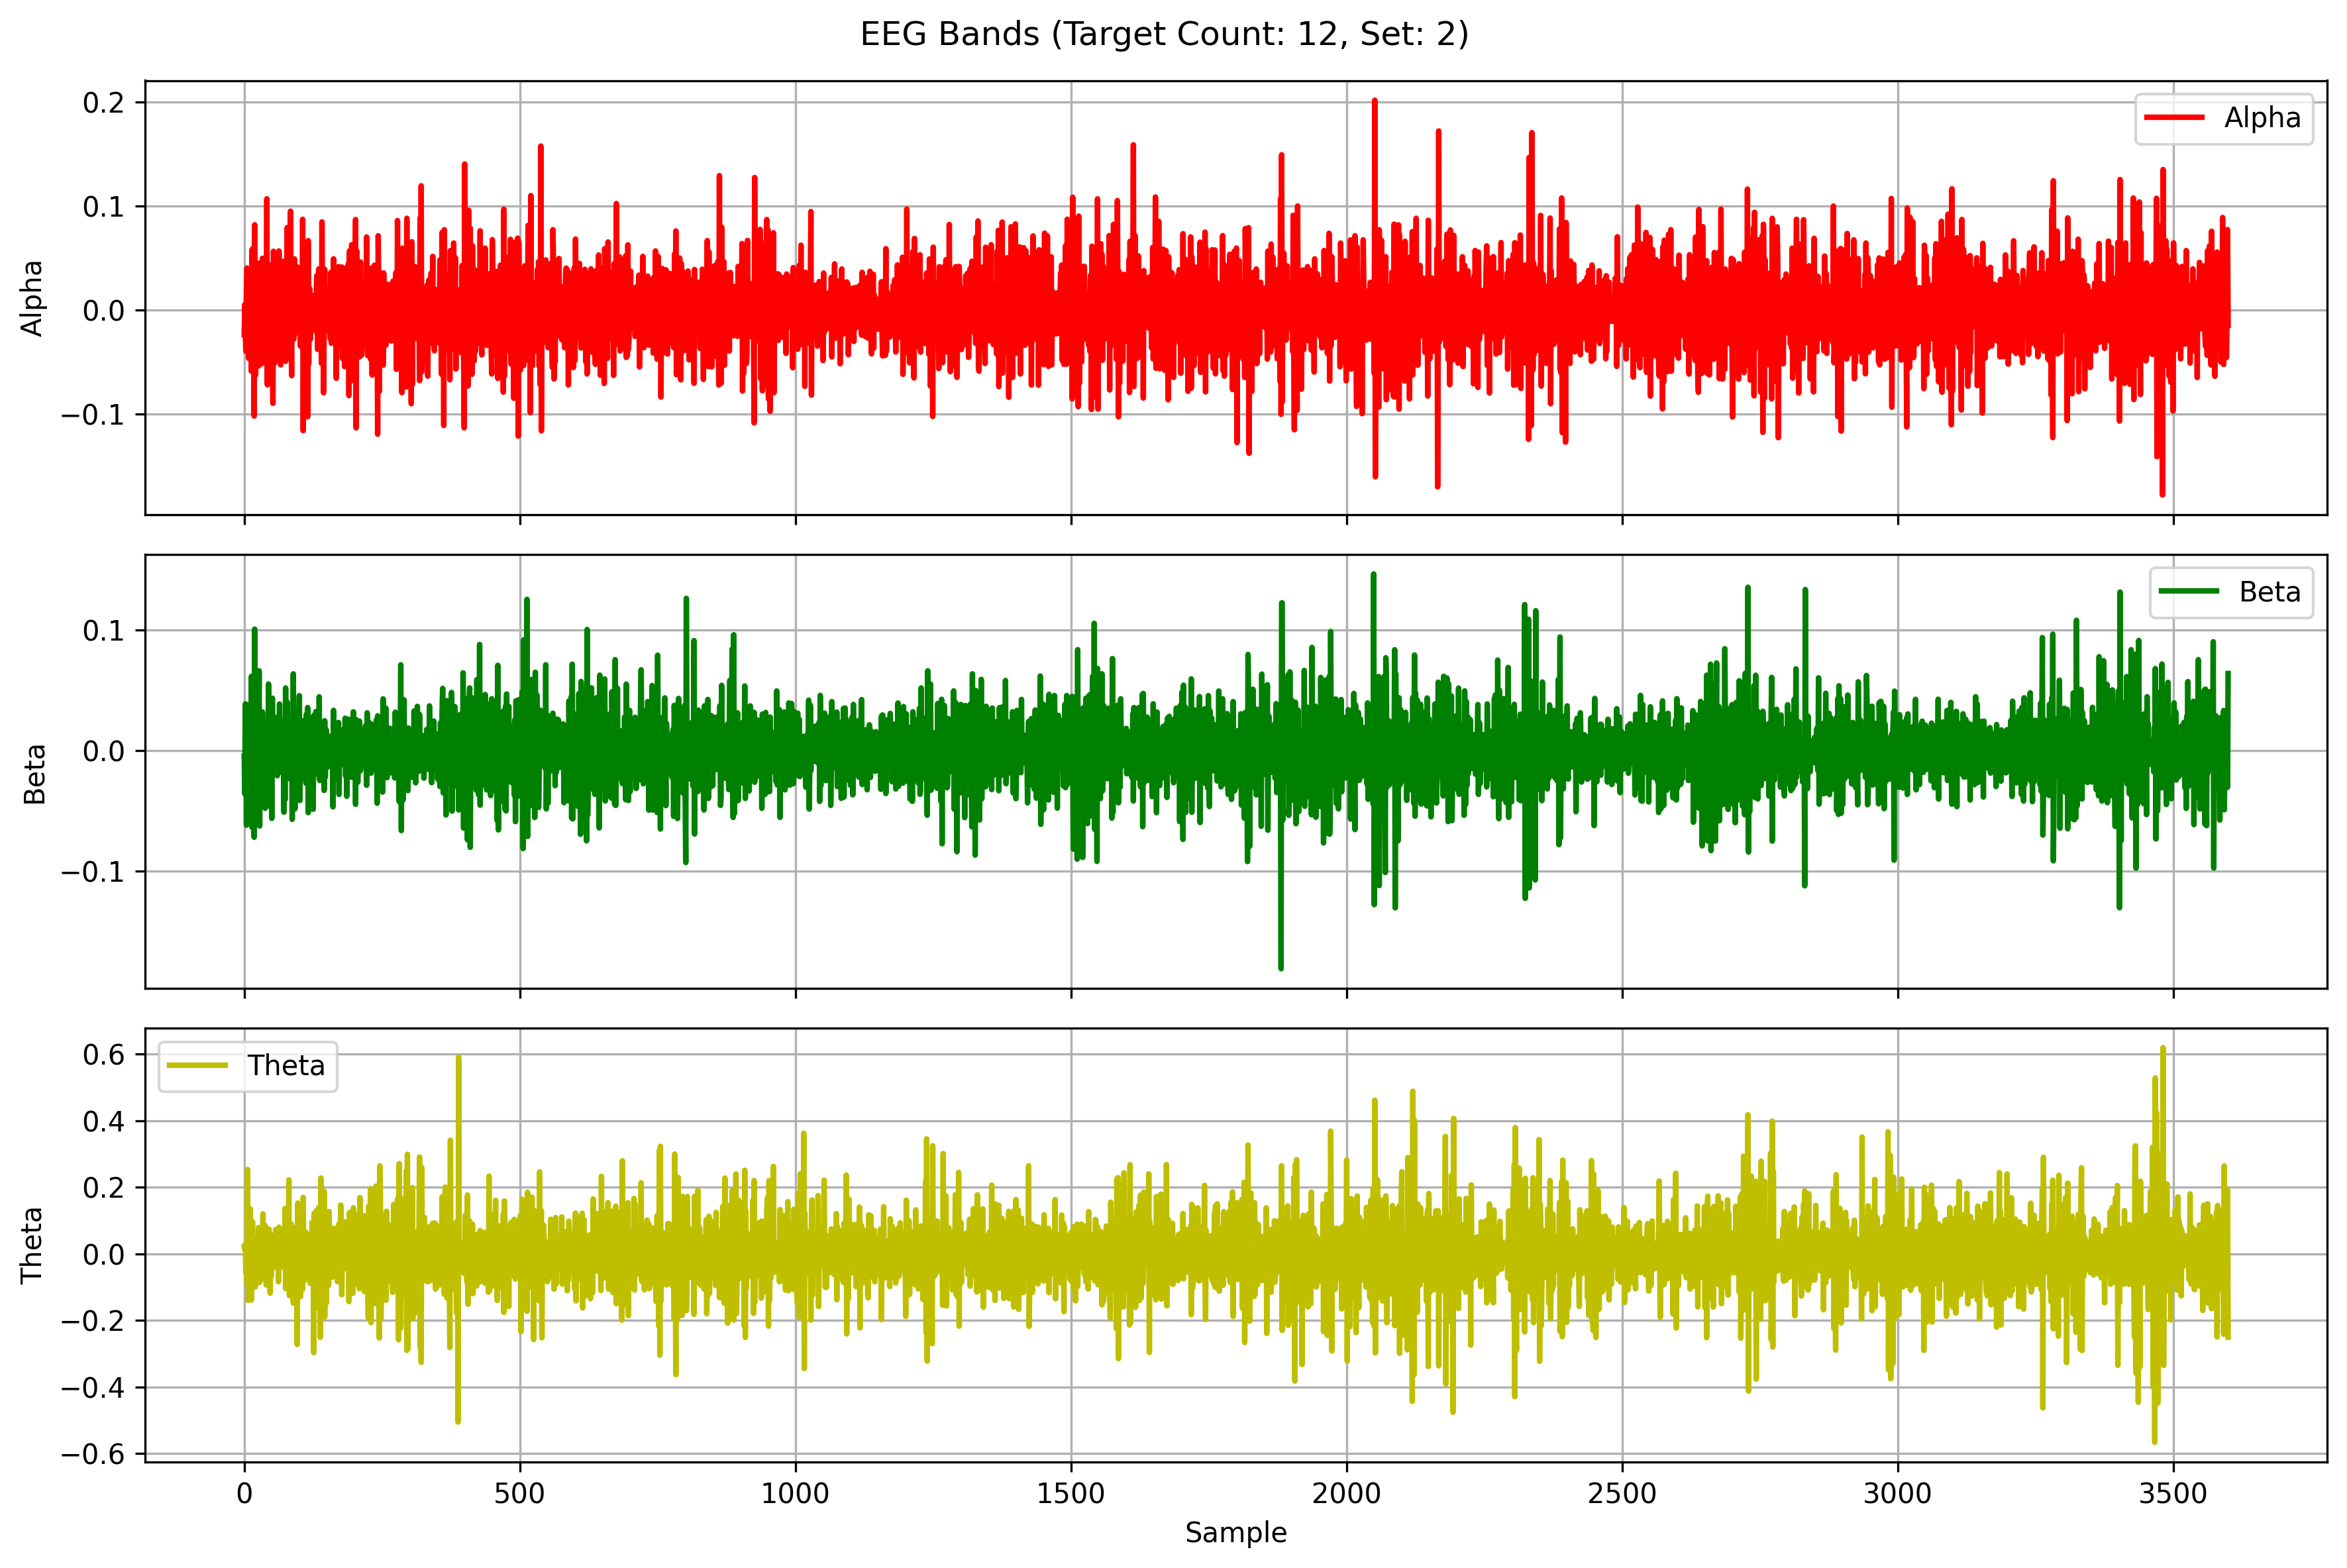 EEG Bands (Target Count: 12, Set: 2)
Alpha
0.2
0.1
0.0
−0.1
Alpha
Beta
0.1
0.0
−0.1
Beta
Theta
0.6
0.4
0.2
0.0
−0.2
−0.4
−0.6
Theta
0 500 1000 1500 2000 2500 3000 3500
Sample